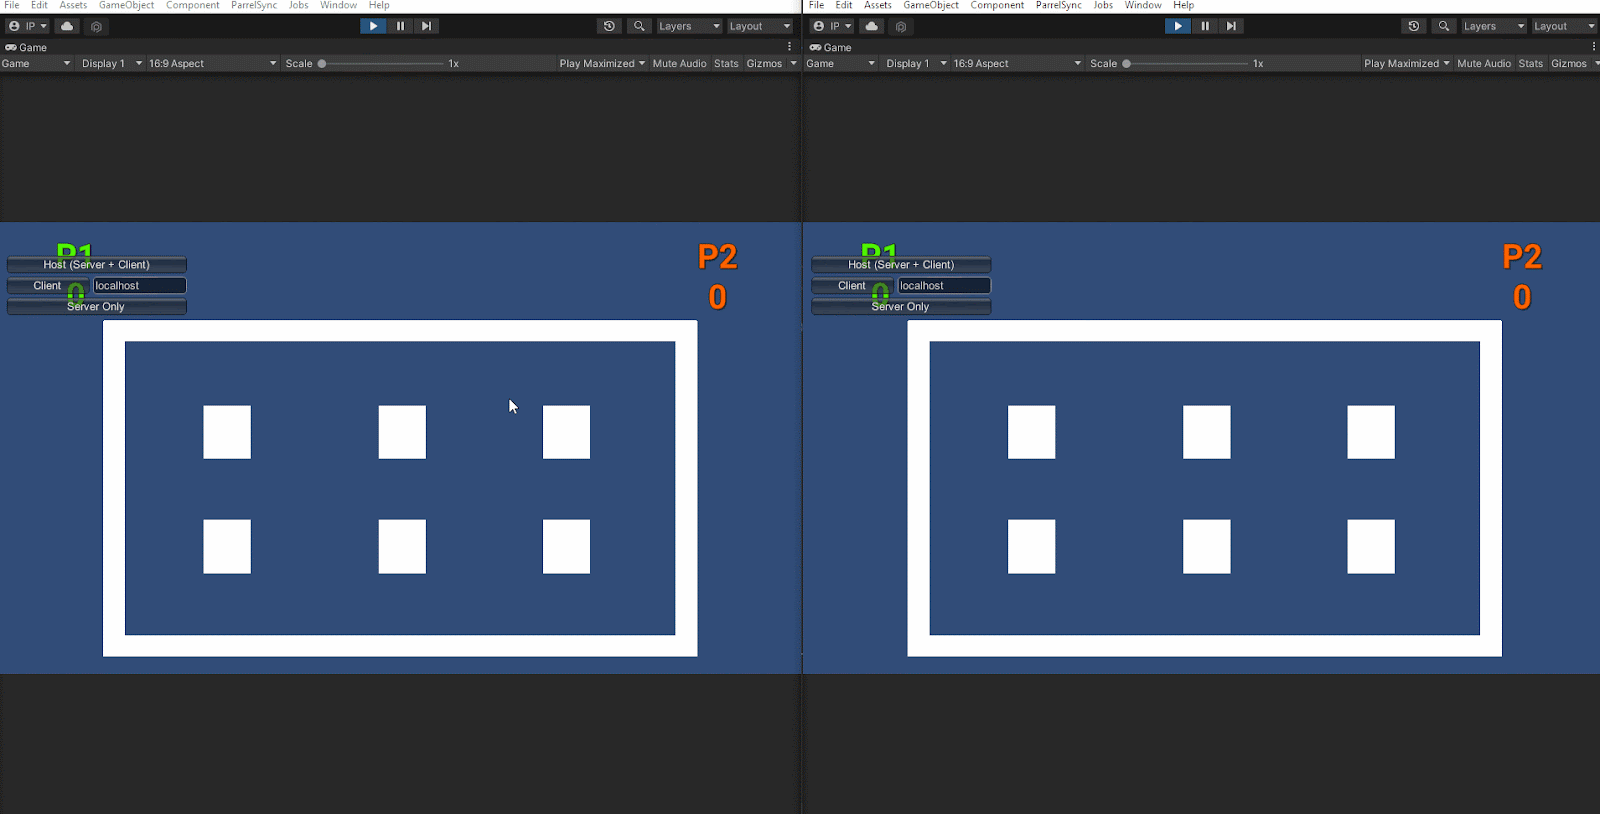 File Edit Assets GameObject Component ParrelSync Jobs Window Help
IP Layers Layout
Game
Game Display 1 16:9 Aspect Scale 1x Play Maximized Mute Audio Stats Gizmos
P1
Host (Server + Client)
Client localhost
0
Server Only
P2
0
File Edit Assets GameObject Component ParrelSync Jobs Window Help
IP Layers Layout
Game
Game Display 1 16:9 Aspect Scale 1x Play Maximized Mute Audio Stats Gizmos
P1
Host (Server + Client)
Client localhost
0
Server Only
P2
0